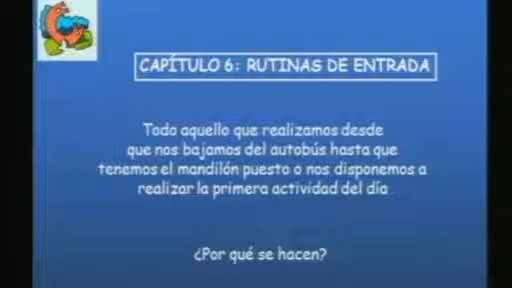 CAPÍTULO 6: RUTINAS DE ENTRADA
Todo aquello que realizamos desde
que nos bajamos del autobús hasta que
tenemos el mandilón puesto o nos disponemos a
realizar la primera actividad del día
¿Por qué se hacen?